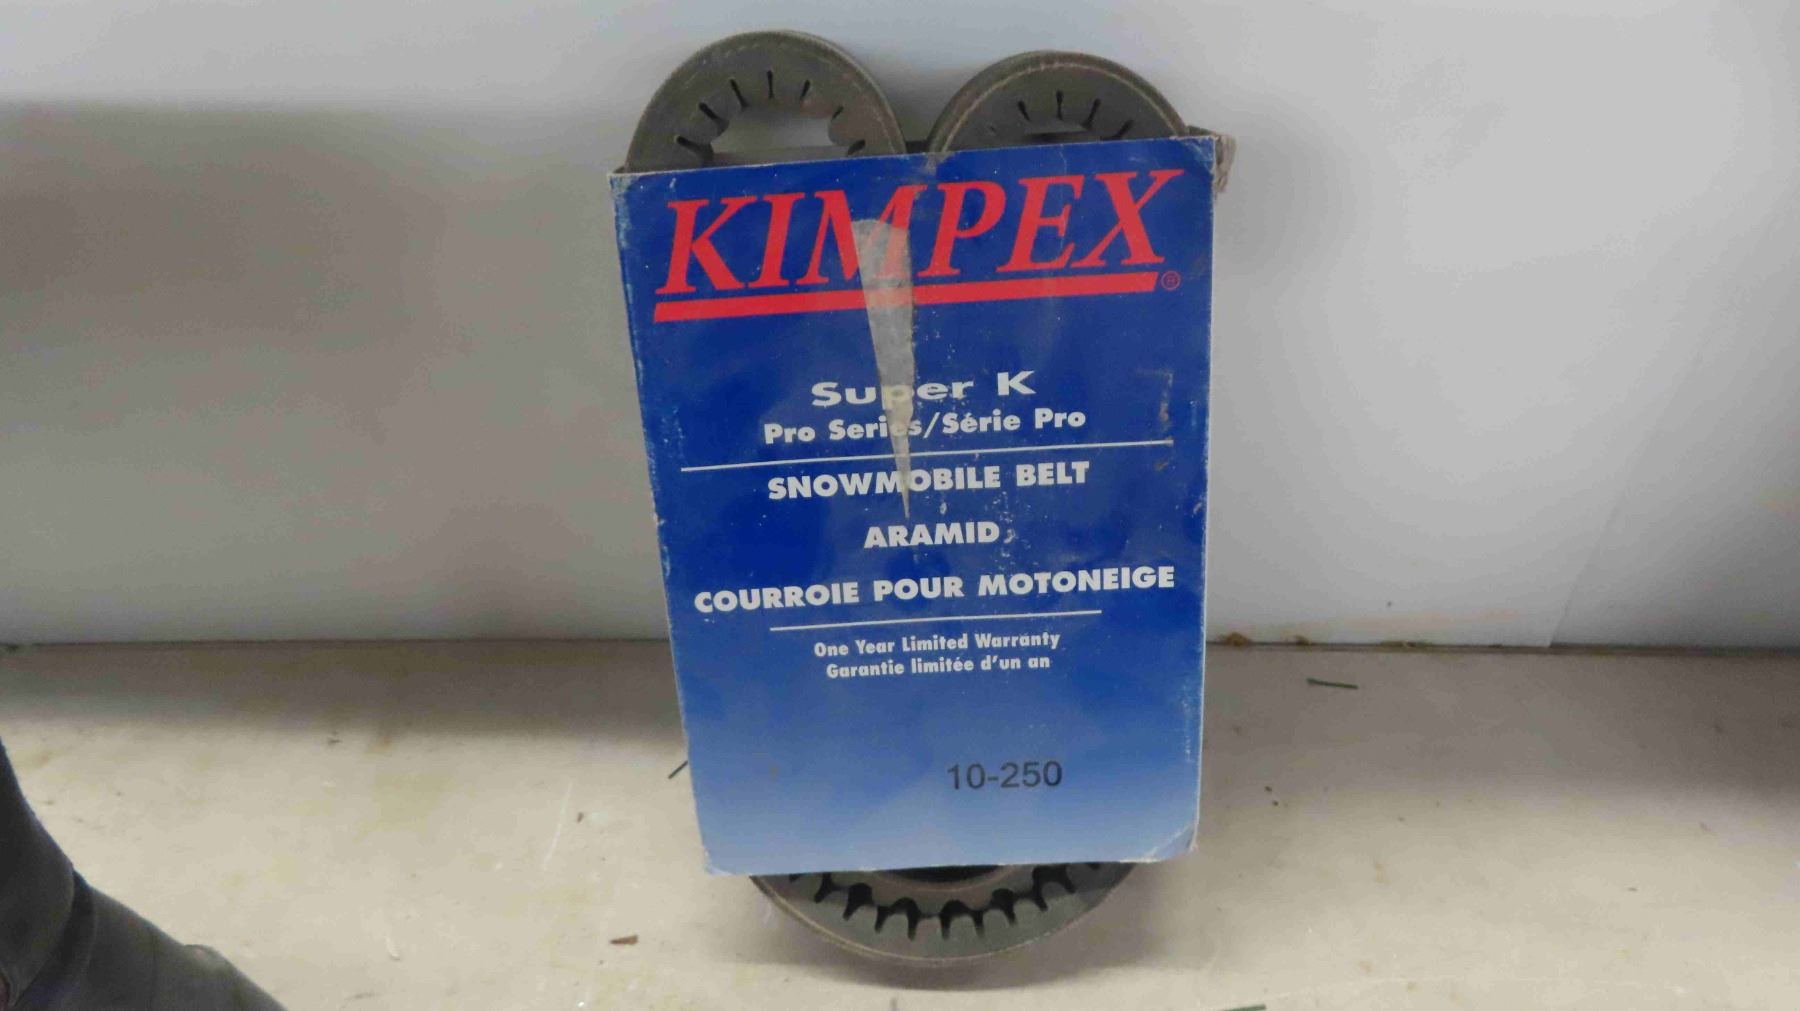 KIMPEX®
Super K
Pro Series/Série Pro
SNOWMOBILE BELT
ARAMID
COURROIE POUR MOTONEIGE
One Year Limited Warranty
Garantie limitée d'un an
10-250